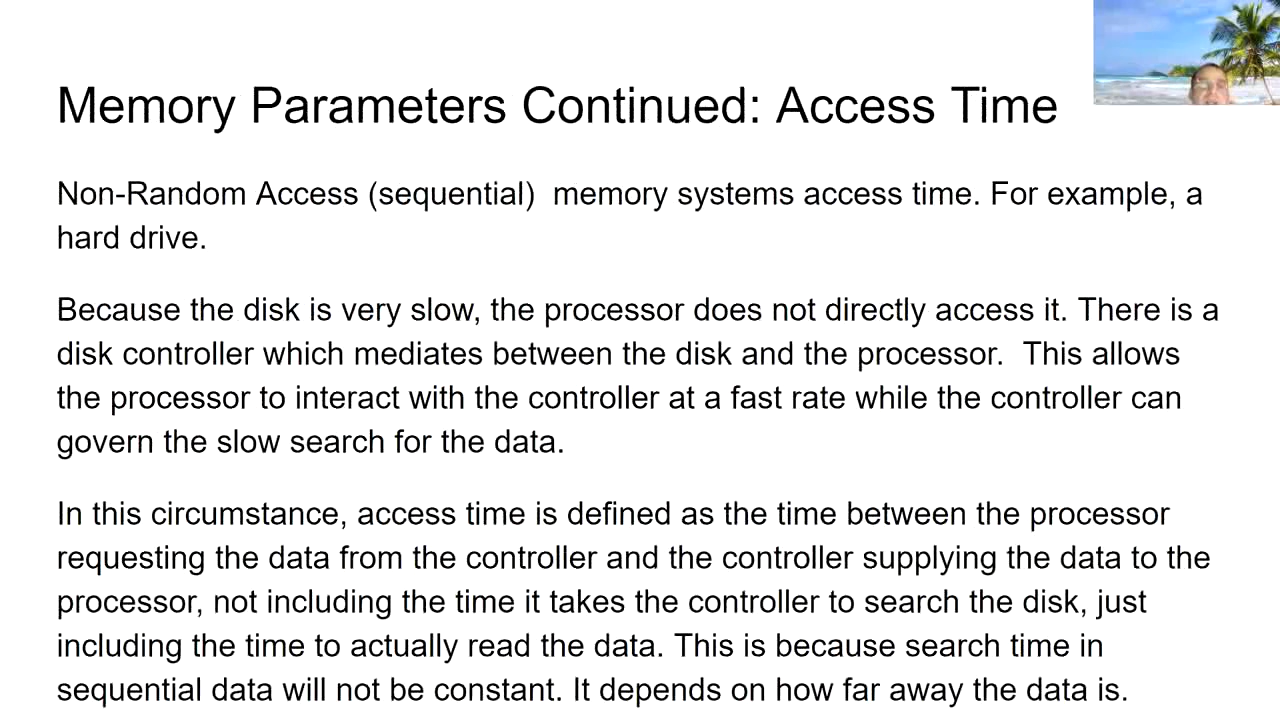 Memory Parameters Continued: Access Time
Non-Random Access (sequential)  memory systems access time. For example, a
hard drive.
Because the disk is very slow, the processor does not directly access it. There is a
disk controller which mediates between the disk and the processor.  This allows
the processor to interact with the controller at a fast rate while the controller can
govern the slow search for the data.
In this circumstance, access time is defined as the time between the processor
requesting the data from the controller and the controller supplying the data to the
processor, not including the time it takes the controller to search the disk, just
including the time to actually read the data. This is because search time in
sequential data will not be constant. It depends on how far away the data is.